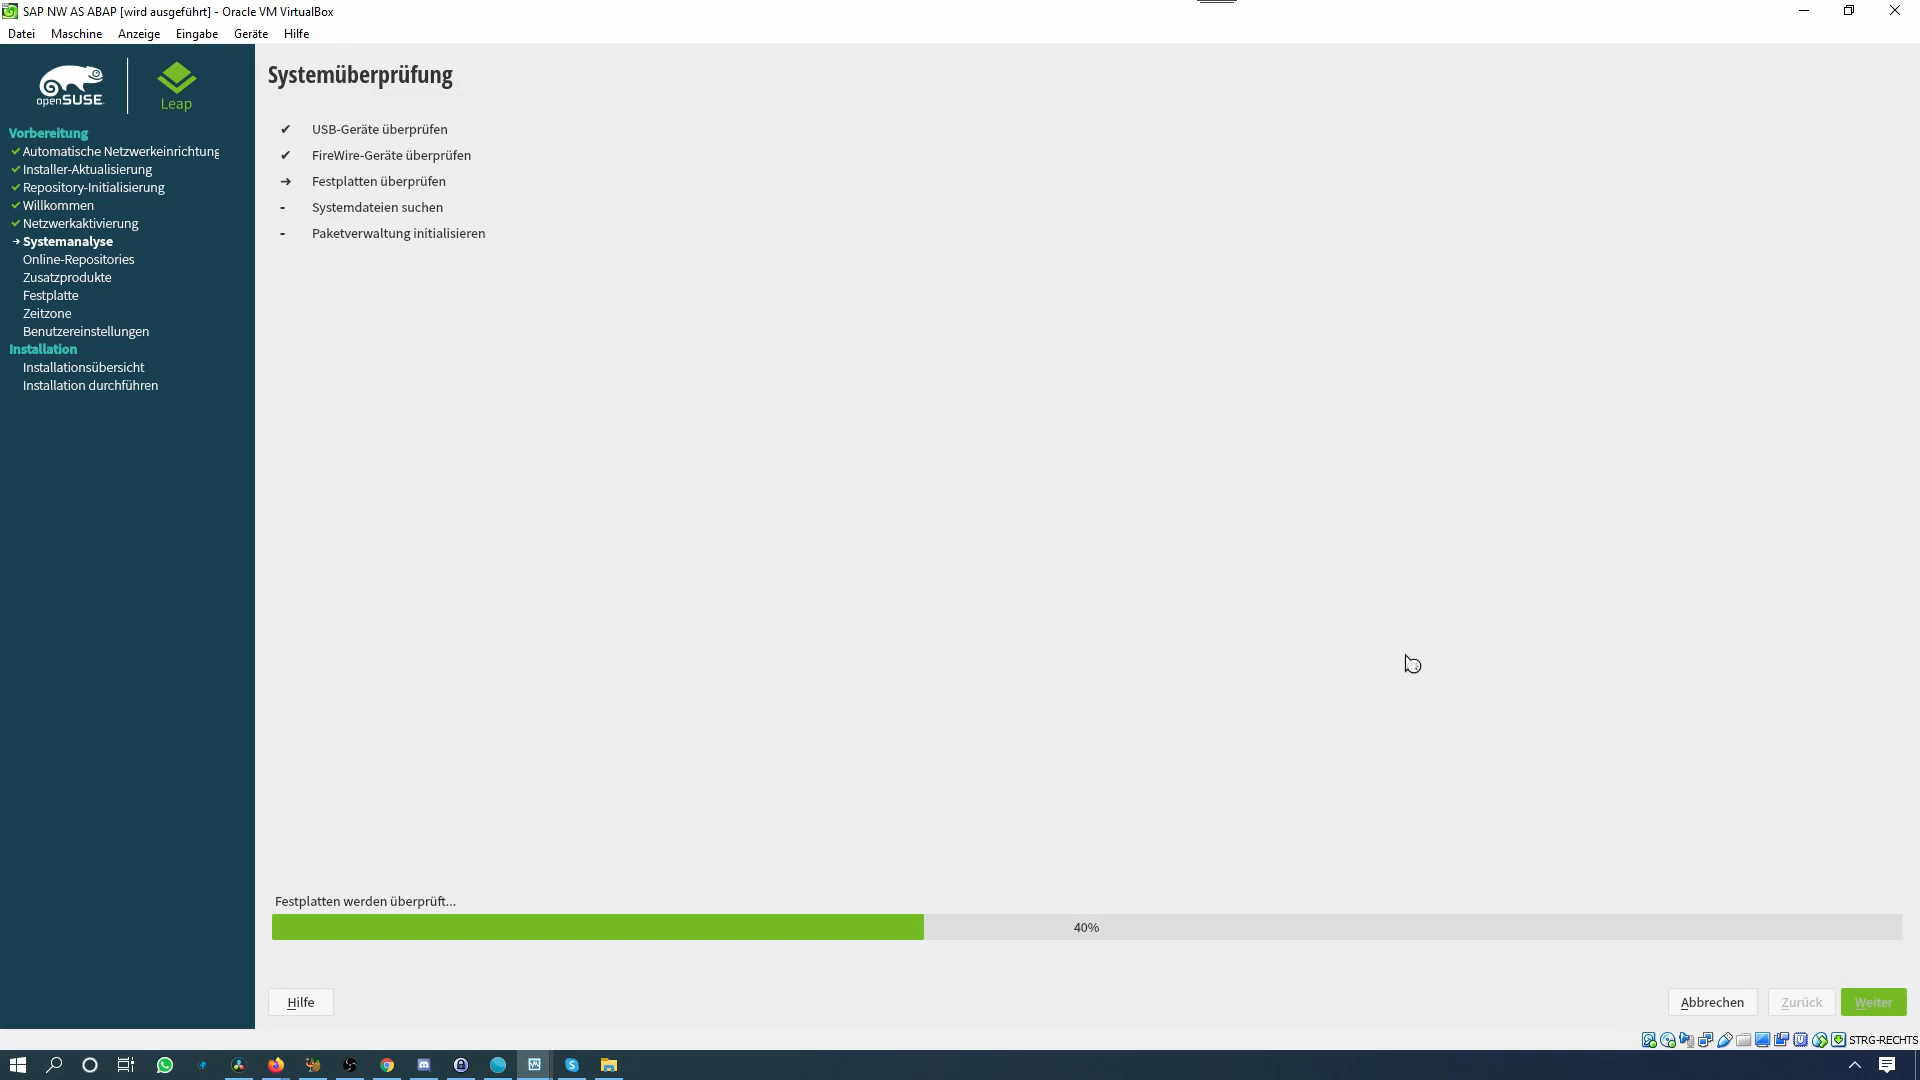 SAP NW AS ABAP [wird ausgeführt] - Oracle VM VirtualBox
Datei Maschine Anzeige Eingabe Geräte Hilfe
openSUSE Leap
Systemüberprüfung
Vorbereitung
Automatische Netzwerkeinrichtung
Installer-Aktualisierung
Repository-Initialisierung
Willkommen
Netzwerkaktivierung
Systemanalyse
Online-Repositories
Zusatzprodukte
Festplatte
Zeitzone
Benutzereinstellungen
Installation
Installationsübersicht
Installation durchführen
✔ USB-Geräte überprüfen
✔ FireWire-Geräte überprüfen
➔ Festplatten überprüfen
- Systemdateien suchen
- Paketverwaltung initialisieren
Festplatten werden überprüft...
40%
Hilfe
Abbrechen Zurück Weiter
STRG-RECHTS